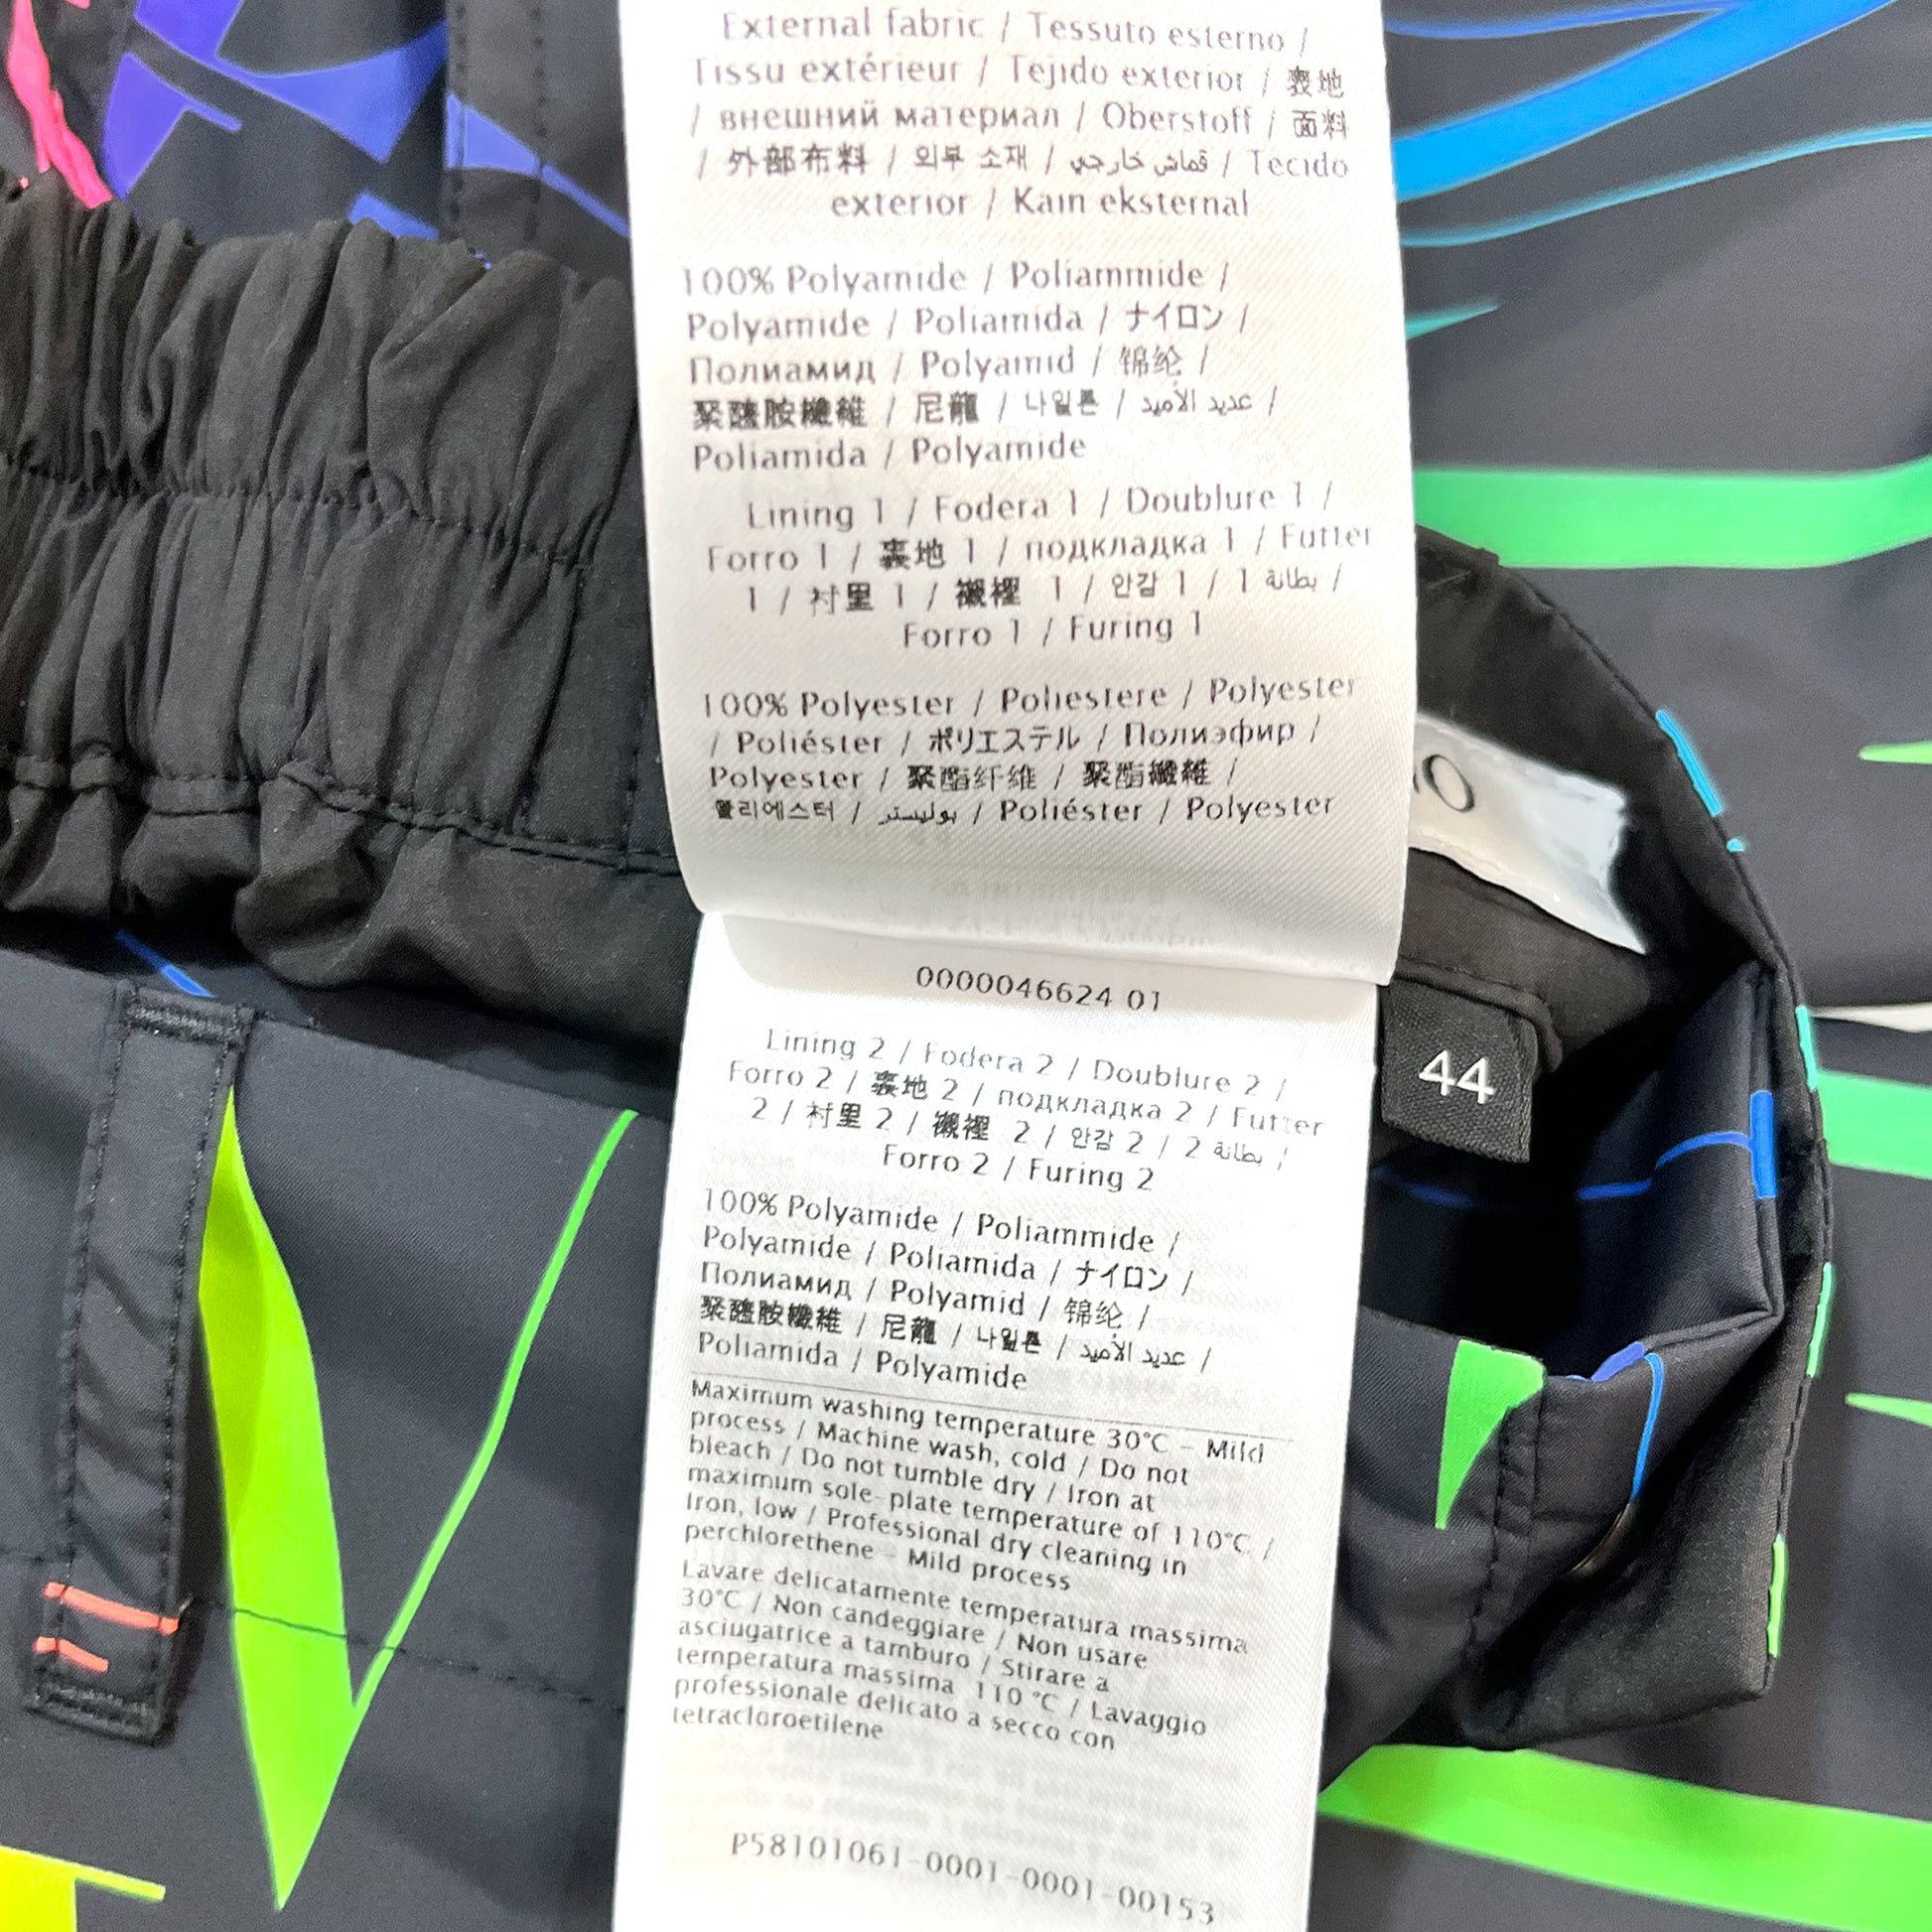 External fabric / Tessuto esterno /
Tissu extérieur / Tejido exterior / 表地
/ внешний материал / Oberstoff / 面料
/ 外部布料 / 외부 소재 / قماش خارجي / Tecido
exterior / Kain eksternal
100% Polyamide / Poliammide /
Polyamide / Poliamida / ナイロン /
Полиамид / Polyamid / 锦纶 /
聚醯胺纖維 / 尼龍 / 나일론 / عديد الأميد /
Poliamida / Polyamide
Lining 1 / Fodera 1 / Doublure 1 /
Forro 1 / 裏地 1 / подкладка 1 / Futter
1 / 衬里 1 / 襯裡 1 / 안감 1 / 1 بطانة /
Forro 1 / Furing 1
100% Polyester / Poliestere / Polyester
/ Poliéster / ポリエステル / Полиэфир /
Polyester / 聚酯纤维 / 聚酯纖維 /
폴리에스터 / بوليستر / Poliéster / Polyester
0000046624 01
Lining 2 / Fodera 2 / Doublure 2 /
Forro 2 / 裏地 2 / подкладка 2 / Futter
2 / 衬里 2 / 襯裡 2 / 안감 2 / 2 بطانة /
Forro 2 / Furing 2
100% Polyamide / Poliammide /
Polyamide / Poliamida / ナイロン /
Полиамид / Polyamid / 锦纶 /
聚醯胺纖維 / 尼龍 / 나일론 / عديد الأميد /
Poliamida / Polyamide
Maximum washing temperature 30°C – Mild
process / Machine wash, cold / Do not
bleach / Do not tumble dry / Iron at
maximum sole-plate temperature of 110°C /
Iron, low / Professional dry cleaning in
perchlorethene - Mild process
Lavare delicatamente temperatura massima
30°C / Non candeggiare / Non usare
asciugatrice a tamburo / Stirare a
temperatura massima 110 °C / Lavaggio
professionale delicato a secco con
tetracloroetilene
P58101061-0001-0001-00153
44